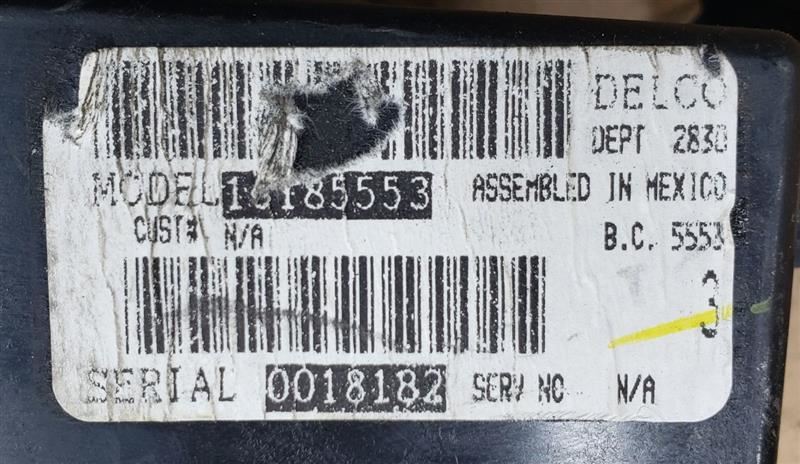 DELCO
DEPT 2830
MODEL ASSEMBLED IN MEXICO
CUST# N/A B.C. 5553
3
SERIAL 0018182 SERV NO N/A